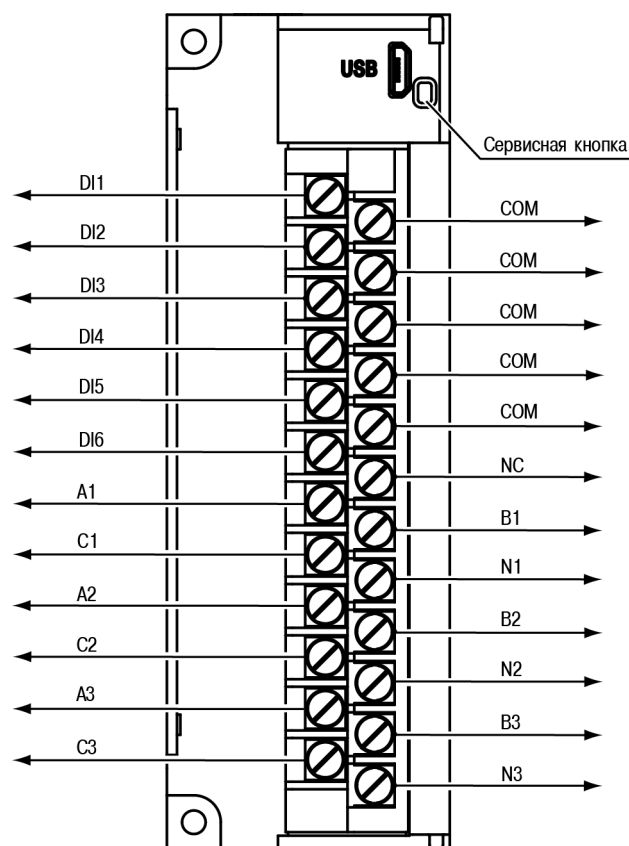 USB
Сервисная кнопка
DI1
COM
DI2
COM
DI3
COM
DI4
COM
DI5
COM
DI6
NC
A1
B1
C1
N1
A2
B2
C2
N2
A3
B3
C3
N3